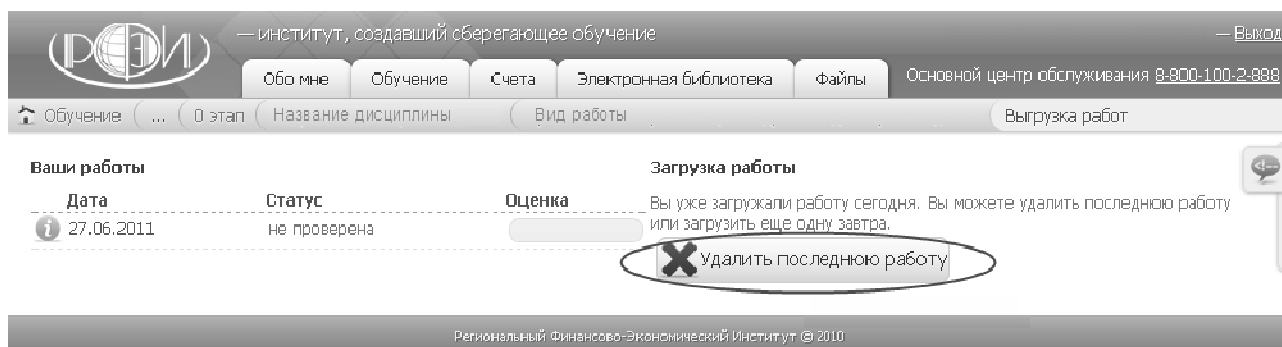 РФЭИ
— институт, создавший сберегающее обучение
— Выход
Обо мне Обучение Счета Электронная библиотека Файлы
Основной центр обслуживания 8-800-100-2-888
Обучение ... 0 этап Название дисциплины Вид работы Выгрузка работ
Ваши работы
Дата Статус Оценка
27.06.2011 не проверена
Загрузка работы
Вы уже загружали работу сегодня. Вы можете удалить последнюю работу
или загрузить еще одну завтра.
Удалить последнюю работу
Региональный Финансово-Экономический Институт © 2010